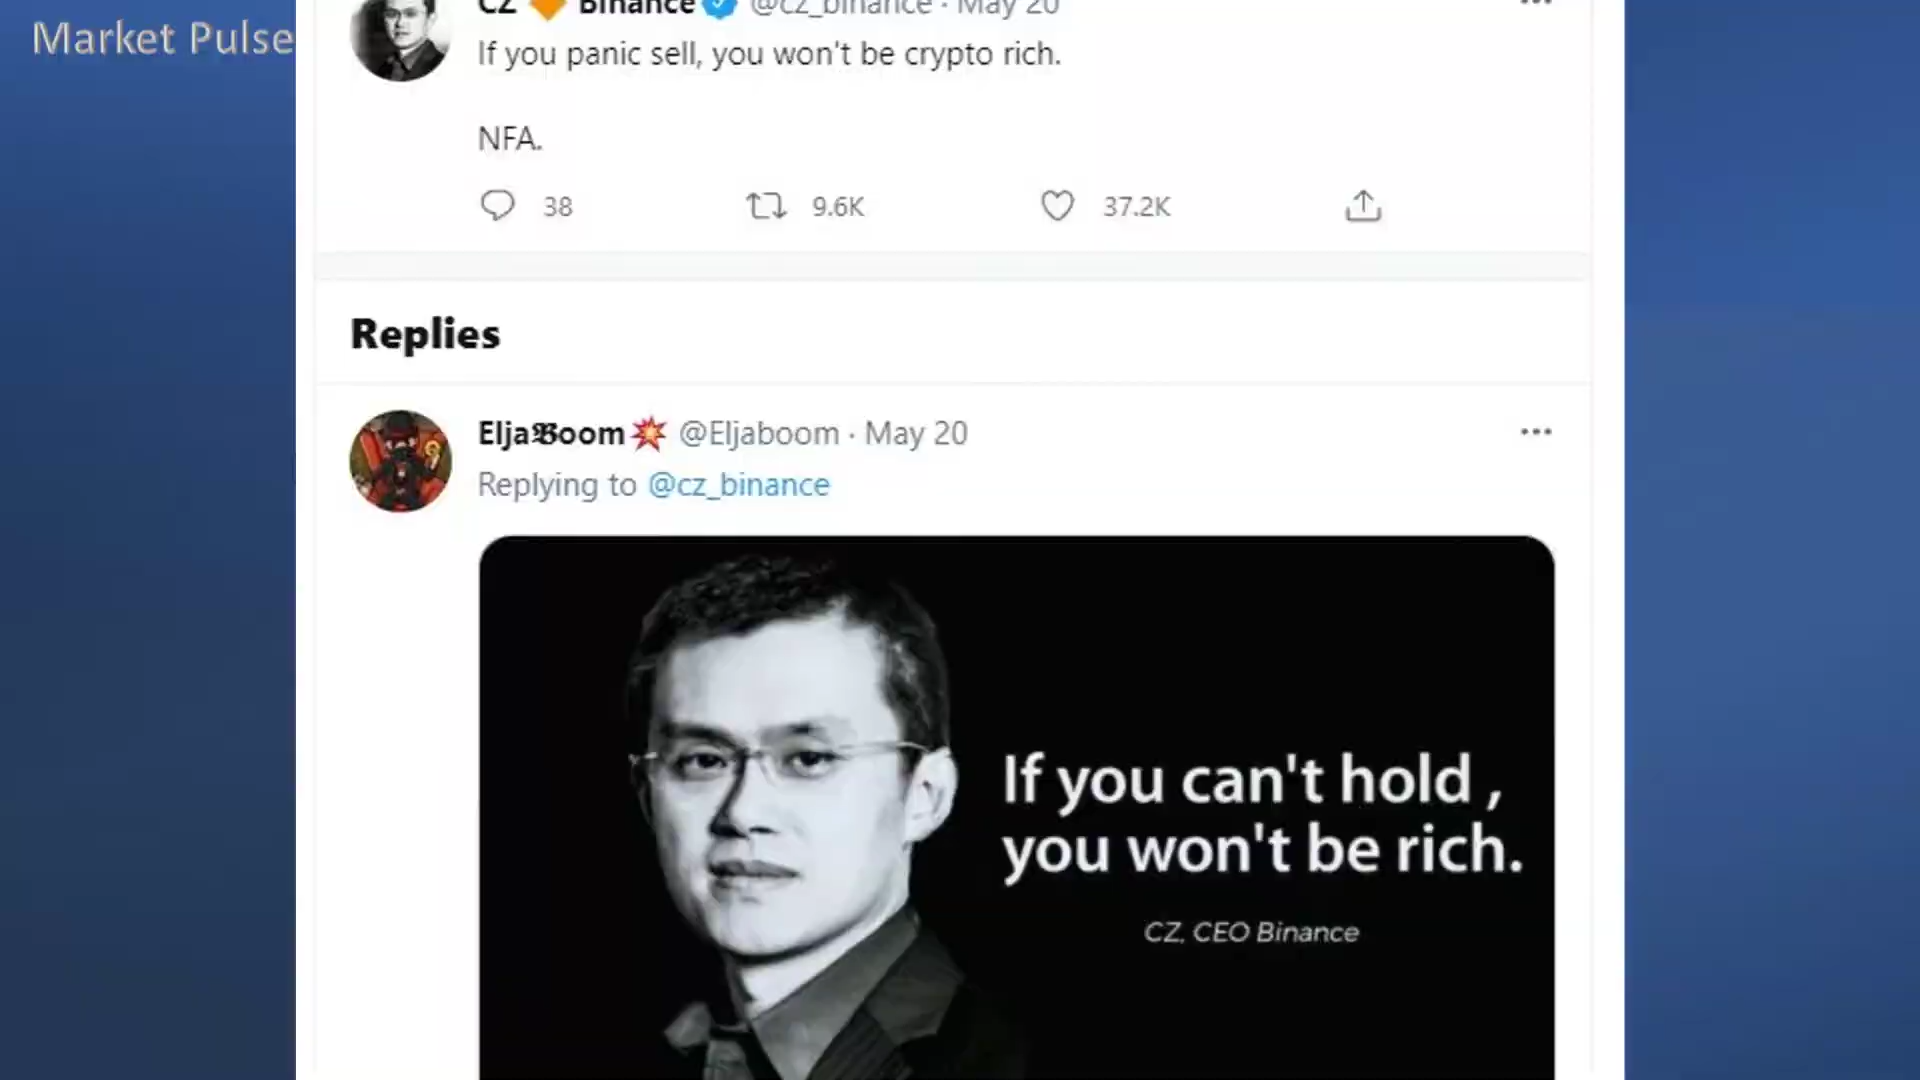 Market Pulse
CZ 🔶 Binance @cz_binance · May 20
If you panic sell, you won't be crypto rich.
NFA.
38 9.6K 37.2K
Replies
Elja𝕭oom💥 @Eljaboom · May 20
Replying to @cz_binance
If you can't hold ,
you won't be rich.
CZ, CEO Binance